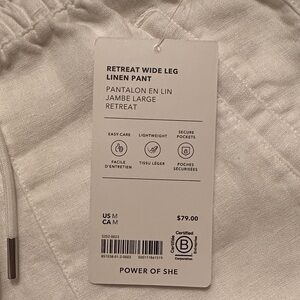 RETREAT WIDE LEG
LINEN PANT
PANTALON EN LIN
JAMBE LARGE
RETREAT
EASY CARE
LIGHTWEIGHT
SECURE
POCKETS
FACILE
D'ENTRETIEN
TISSU LÉGER
POCHES
SÉCURISÉES
US M
CA M
$79.00
Certified
B
Corporation
POWER OF SHE